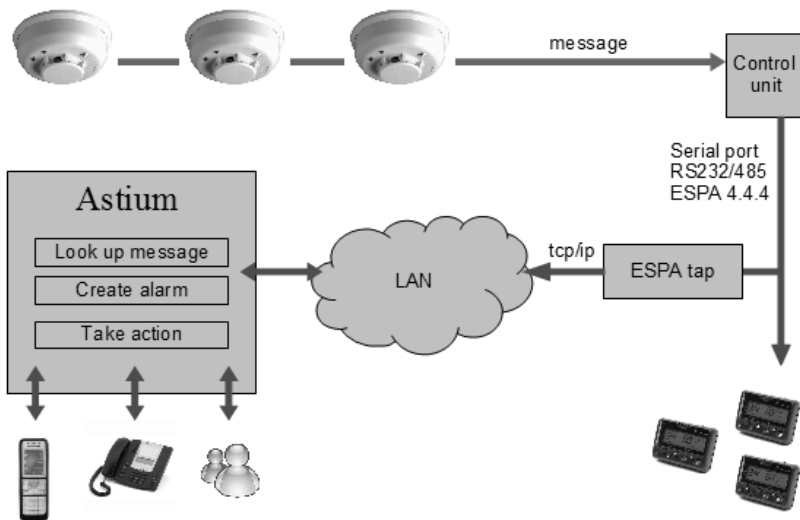 message
Control
unit
Serial port
RS232/485
ESPA 4.4.4
Astium
Look up message
Create alarm
Take action
LAN
tcp/ip
ESPA tap